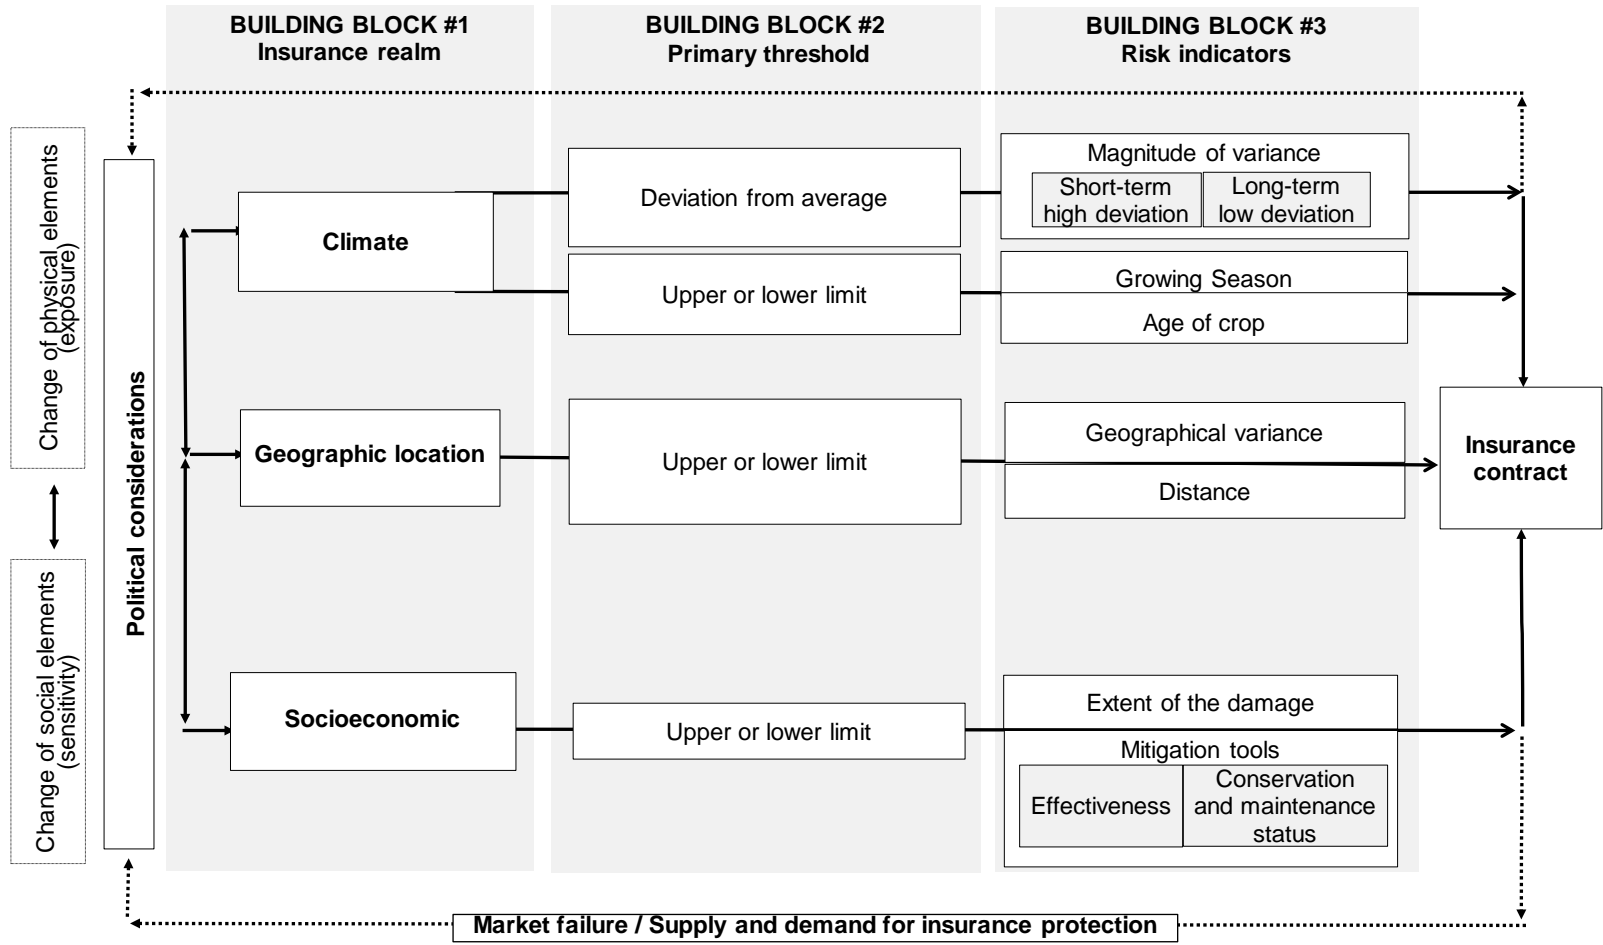 BUILDING BLOCK #1
Insurance realm
BUILDING BLOCK #2
Primary threshold
BUILDING BLOCK #3
Risk indicators
Change of physical elements
(exposure)
Change of social elements
(sensitivity)
Political considerations
Climate
Deviation from average
Magnitude of variance
Short-term
high deviation
Long-term
low deviation
Upper or lower limit
Growing Season
Age of crop
Geographic location
Upper or lower limit
Geographical variance
Distance
Insurance
contract
Socioeconomic
Upper or lower limit
Extent of the damage
Mitigation tools
Effectiveness
Conservation
and maintenance
status
Market failure / Supply and demand for insurance protection